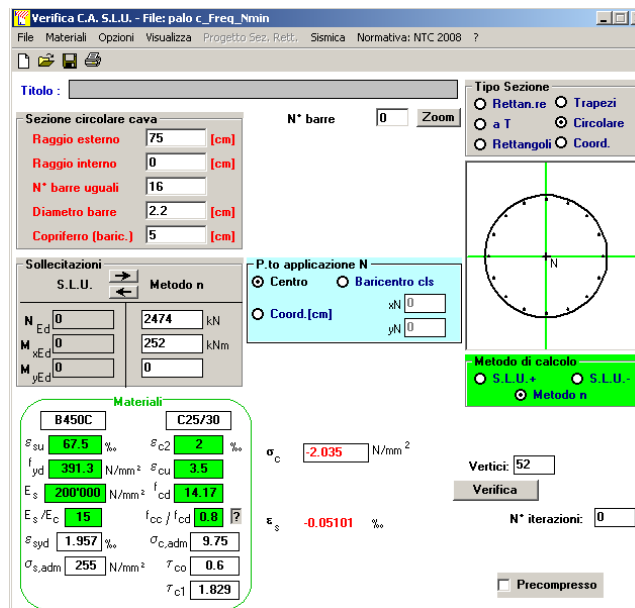 Verifica C.A. S.L.U. - File: palo c_Freq_Nmin
File Materiali Opzioni Visualizza Progetto Sez. Rett. Sismica Normativa: NTC 2008 ?
Titolo :
Tipo Sezione
Rettan.re Trapezi
a T Circolare
Rettangoli Coord.
Sezione circolare cava
Raggio esterno 75 [cm]
Raggio interno 0 [cm]
N° barre uguali 16
Diametro barre 2.2 [cm]
Copriferro (baric.) 5 [cm]
N° barre 0 Zoom
N
Sollecitazioni
S.L.U. Metodo n
N Ed 0 2474 kN
M xEd 0 252 kNm
M yEd 0 0
P.to applicazione N
Centro Baricentro cls
Coord.[cm] xN 0
yN 0
Metodo di calcolo
S.L.U.+ S.L.U.-
Metodo n
Materiali
B450C C25/30
εsu 67.5 ‰ εc2 2 ‰
fyd 391.3 N/mm² εcu 3.5
Es 200'000 N/mm² fcd 14.17
Es/Ec 15 fcc / fcd 0.8 ?
εsyd 1.957 ‰ σc,adm 9.75
σs,adm 255 N/mm² τco 0.6
τc1 1.829
σc -2.035 N/mm²
εs -0.05101 ‰
Vertici: 52
Verifica
N° iterazioni: 0
Precompresso